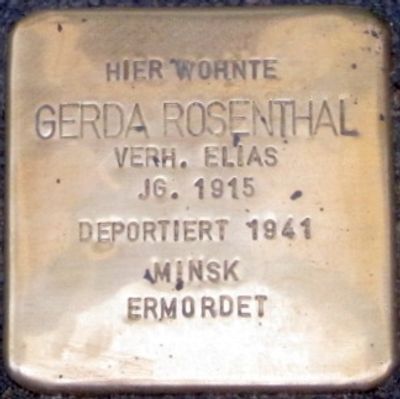 HIER WOHNTE
GERDA ROSENTHAL
VERH. ELIAS
JG. 1915
DEPORTIERT 1941
MINSK
ERMORDET